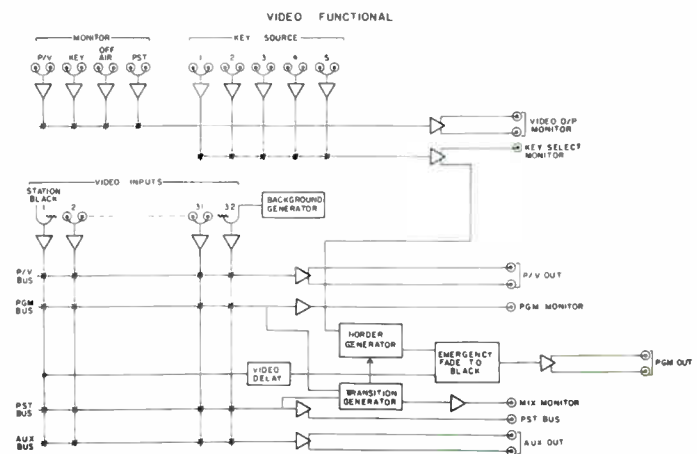 VIDEO FUNCTIONAL
MONITOR
KEY SOURCE
P/V KEY OFF AIR PST
1 2 3 4 5
VIDEO O/P
MONITOR
KEY SELECT
MONITOR
VIDEO INPUTS
STATION
BLACK
1 2 31 32
BACKGROUND
GENERATOR
P/V
BUS
P/V OUT
PGM
BUS
PGM MONITOR
HORDER
GENERATOR
EMERGENCY
FADE TO
BLACK
PGM OUT
VIDEO
DELAY
TRANSITION
GENERATOR
MIX MONITOR
PST
BUS
PST BUS
AUX
BUS
AUX OUT